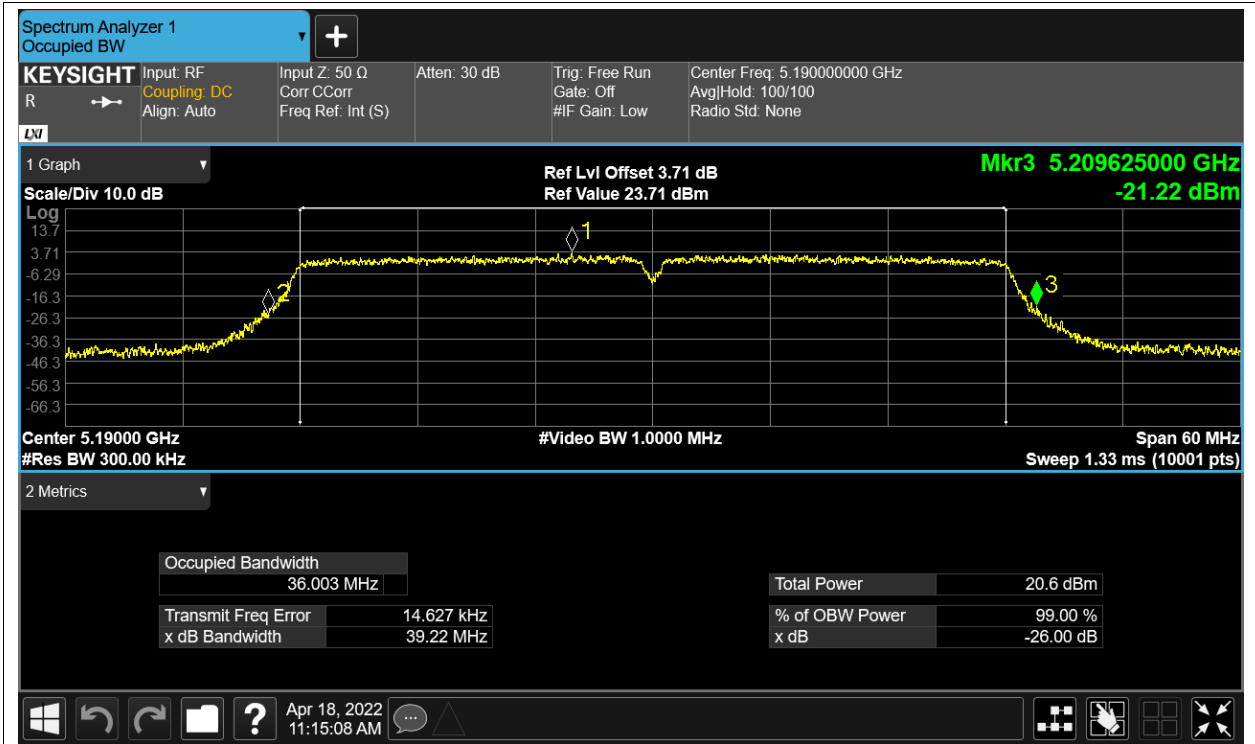 Spectrum Analyzer 1
Occupied BW
+
KEYSIGHT
R
LXI
Input: RF
Coupling: DC
Align: Auto
Input Z: 50 Ω
Corr CCorr
Freq Ref: Int (S)
Atten: 30 dB
Trig: Free Run
Gate: Off
#IF Gain: Low
Center Freq: 5.190000000 GHz
Avg|Hold: 100/100
Radio Std: None
1 Graph
Scale/Div 10.0 dB
Ref Lvl Offset 3.71 dB
Ref Value 23.71 dBm
Mkr3 5.209625000 GHz
-21.22 dBm
Log
13.7
3.71
-6.29
-16.3
-26.3
-36.3
-46.3
-56.3
-66.3
1
2
3
Center 5.19000 GHz
#Res BW 300.00 kHz
#Video BW 1.0000 MHz
Span 60 MHz
Sweep 1.33 ms (10001 pts)
2 Metrics
Occupied Bandwidth
36.003 MHz
Transmit Freq Error 14.627 kHz
x dB Bandwidth 39.22 MHz
Total Power 20.6 dBm
% of OBW Power 99.00 %
x dB -26.00 dB
?
Apr 18, 2022
11:15:08 AM